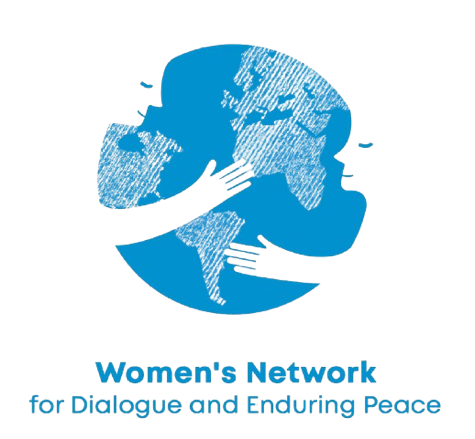 Women's Network
for Dialogue and Enduring Peace